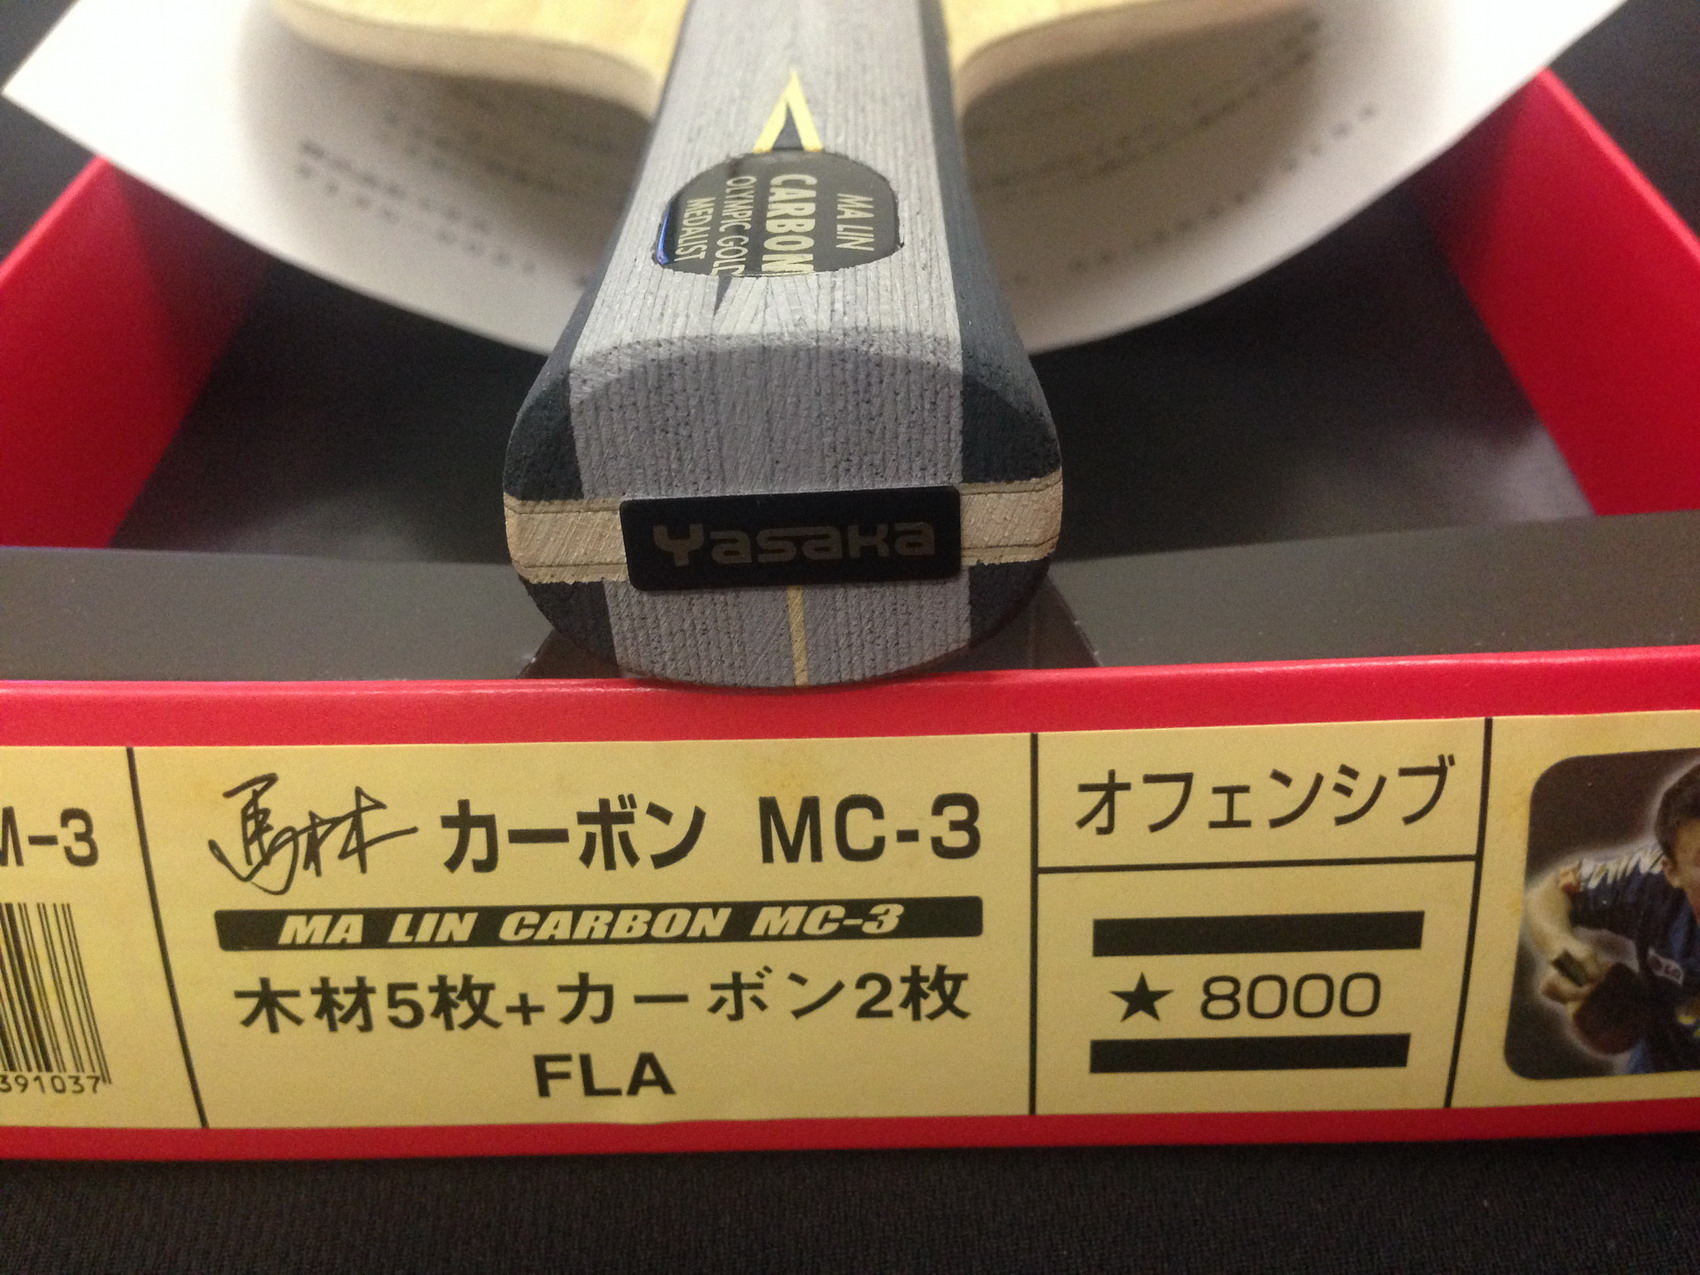 MA LIN
CARBON
OLYMPIC GOLD
MEDALIST
Yasaka
M-3
391037
馬林 カーボン MC-3
MA LIN CARBON MC-3
木材5枚+カーボン2枚
FLA
オフェンシブ
★ 8000